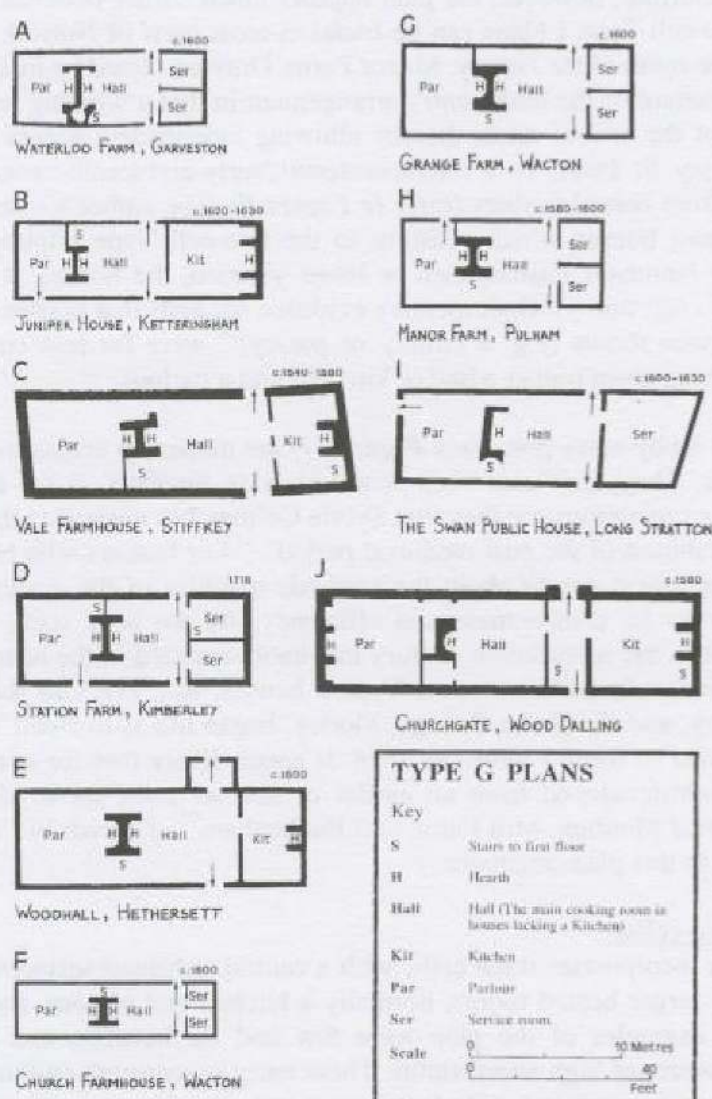 A
c.1600
Par H H Hall Ser
S Ser
WATERLOO FARM, GARVESTON
B
c.1600-1630
S
Par H H Hall Kit H
JUNIPER HOUSE, KETTERINGHAM
C
c.1540-1580
Par H H Hall Kit H
S S
VALE FARMHOUSE, STIFFKEY
D
1718
S Ser
Par H H Hall S
Ser
STATION FARM, KIMBERLEY
E
c.1600
Par H H Hall Kit H
S
WOODHALL, HETHERSETT
F
c.1600
S Ser
Par H H Hall
Ser
CHURCH FARMHOUSE, WACTON
G
c.1600
Par H H Hall Ser
S Ser
GRANGE FARM, WACTON
H
c.1580-1600
Ser
Par H H Hall
S Ser
MANOR FARM, PULHAM
I
c.1600-1630
Par H Hall Ser
S
THE SWAN PUBLIC HOUSE, LONG STRATTON
J
c.1580
H Par H Hall Kit H
S
CHURCHGATE, WOOD DALLING
TYPE G PLANS
Key
S Stairs to first floor
H Hearth
Hall Hall (The main cooking room in
houses lacking a Kitchen)
Kit Kitchen
Par Parlour
Ser Service room
Scale 0 10 Metres
0 40
Feet